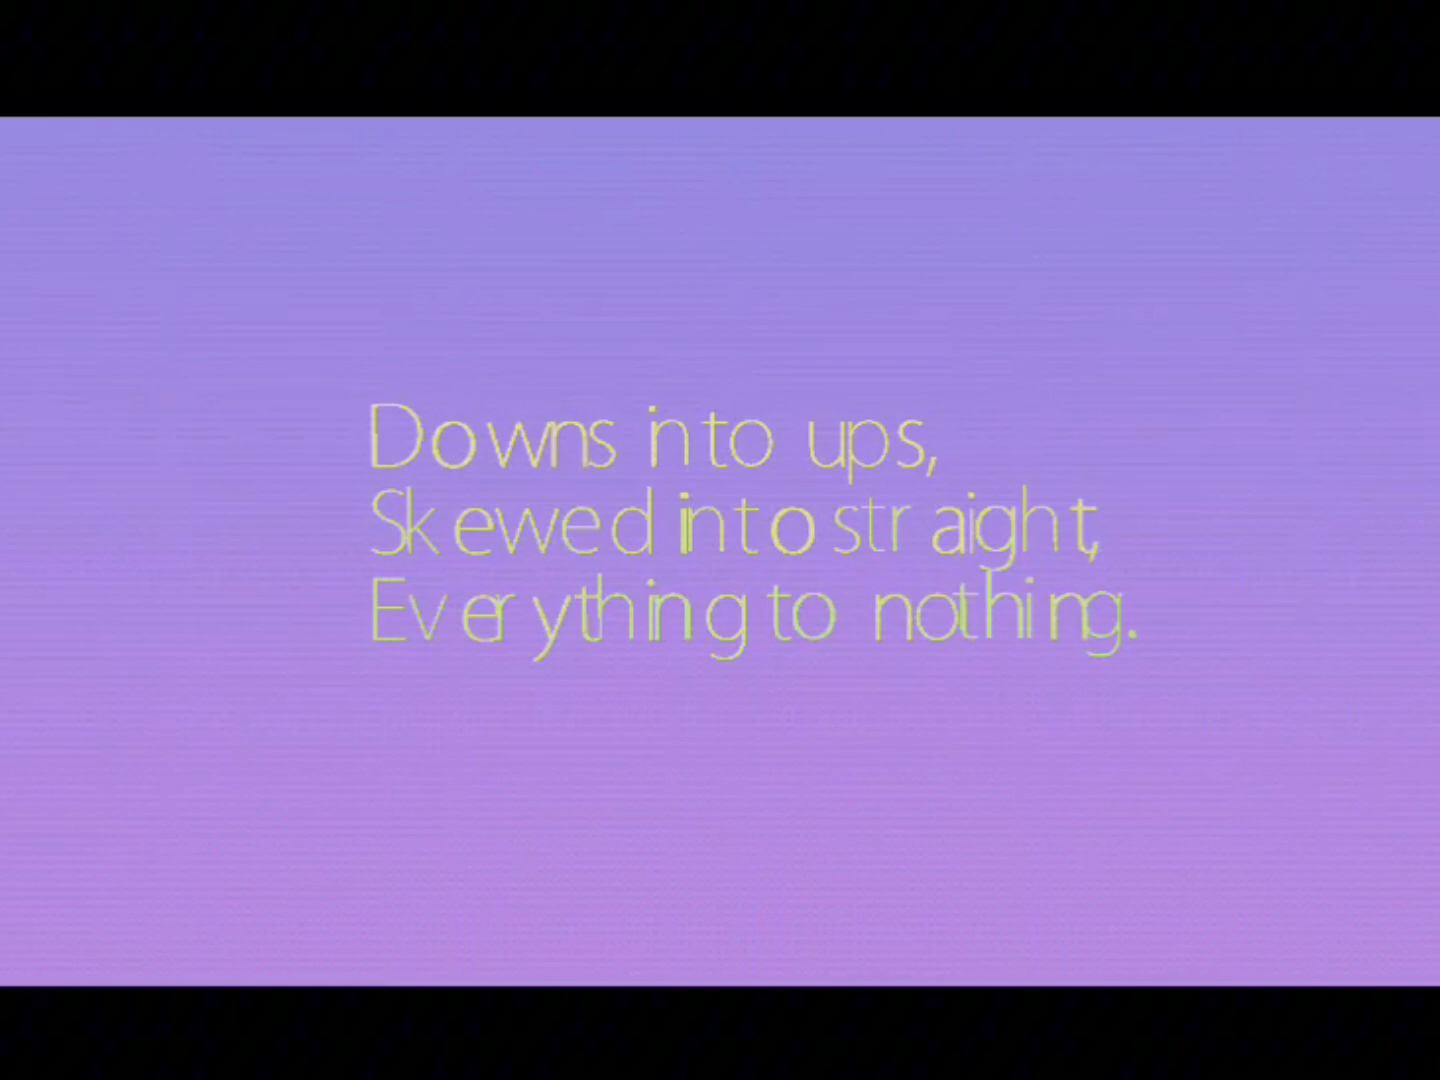 Downs into ups,
Skewed into straight,
Everything to nothing.